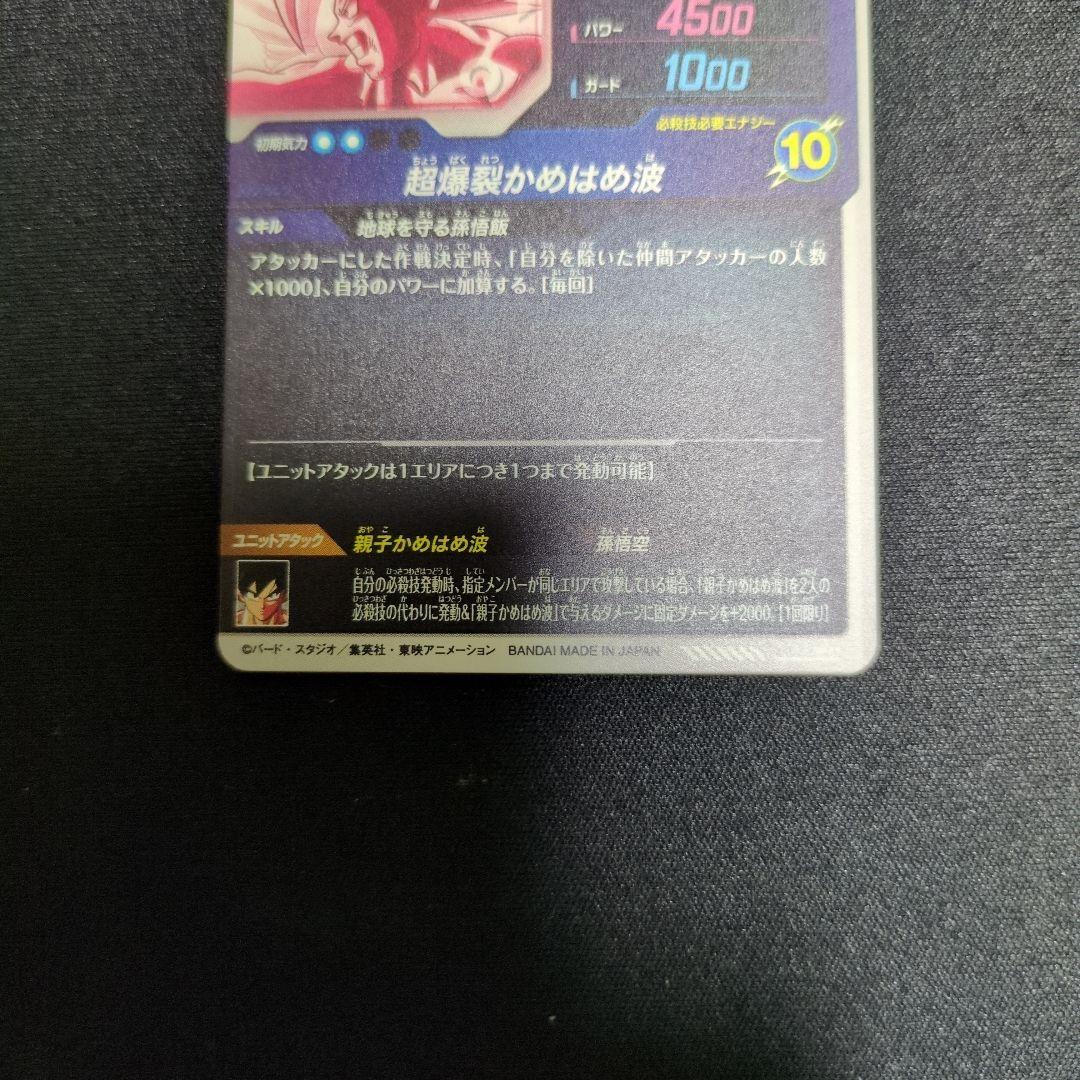 パワー 4500
ガード 1000
必殺技必要エナジー 10
初期気力
ちょう ばく れつ は
超爆裂かめはめ波
スキル 地球を守る孫悟飯
アタッカーにした作戦決定時、「自分を除いた仲間アタッカーの人数
×1000」、自分のパワーに加算する。[毎回]
【ユニットアタックは1エリアにつき1つまで発動可能】
おや こ は
ユニットアタック 親子かめはめ波 孫悟空
自分の必殺技発動時、指定メンバーが同じエリアで攻撃している場合、「親子かめはめ波」を2人の
必殺技の代わりに発動&「親子かめはめ波」で与えるダメージに固定ダメージを+2000。【1回限り】
©バード・スタジオ／集英社・東映アニメーション BANDAI MADE IN JAPAN